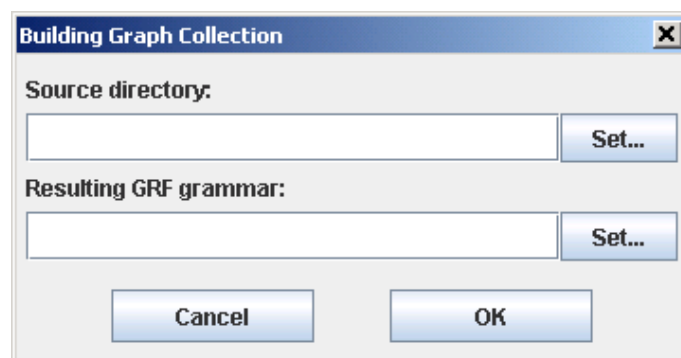 Building Graph Collection
Source directory:
Set...
Resulting GRF grammar:
Set...
Cancel OK